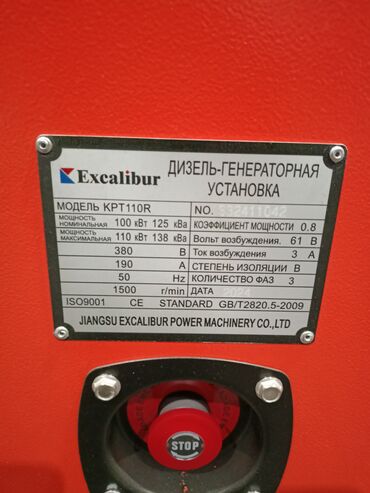 Excalibur
ДИЗЕЛЬ-ГЕНЕРАТОРНАЯ
УСТАНОВКА
МОДЕЛЬ KPT110R NO.
МОЩНОСТЬ НОМИНАЛЬНАЯ 100 кВт 125 кВа КОЭФФИЦИЕНТ МОЩНОСТИ 0.8
МОЩНОСТЬ МАКСИМАЛЬНАЯ 110 кВт 138 кВа Вольт возбуждения. 61 В
380 В Ток возбуждения 3 А
190 А СТЕПЕНЬ ИЗОЛЯЦИИ В
50 Hz КОЛИЧЕСТВО ФАЗ 3
1500 r/min ДАТА 2024
ISO9001 CE STANDARD GB/T2820.5-2009
JIANGSU EXCALIBUR POWER MACHINERY CO.,LTD
STOP